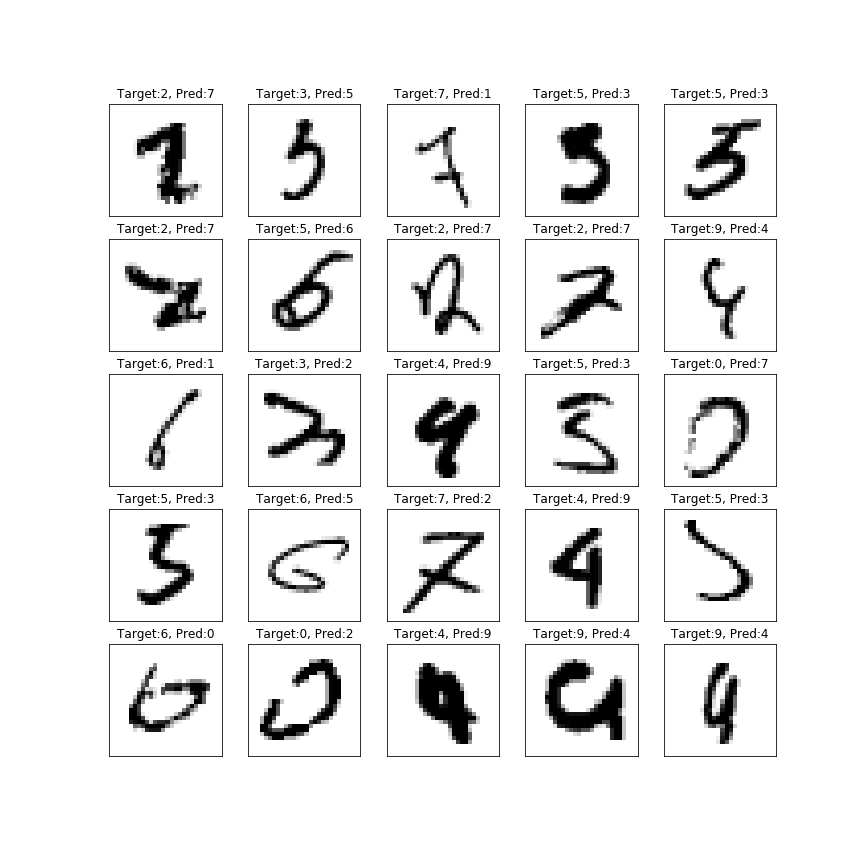 Target:2, Pred:7 Target:3, Pred:5 Target:7, Pred:1 Target:5, Pred:3 Target:5, Pred:3
Target:2, Pred:7 Target:5, Pred:6 Target:2, Pred:7 Target:2, Pred:7 Target:9, Pred:4
Target:6, Pred:1 Target:3, Pred:2 Target:4, Pred:9 Target:5, Pred:3 Target:0, Pred:7
Target:5, Pred:3 Target:6, Pred:5 Target:7, Pred:2 Target:4, Pred:9 Target:5, Pred:3
Target:6, Pred:0 Target:0, Pred:2 Target:4, Pred:9 Target:9, Pred:4 Target:9, Pred:4